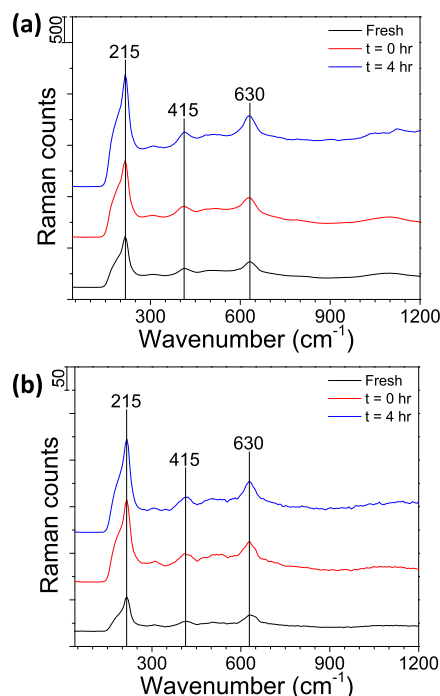 (a)
500
Fresh
t = 0 hr
t = 4 hr
215
415
630
Raman counts
300 600 900 1200
Wavenumber (cm-1)
(b)
50
Fresh
t = 0 hr
t = 4 hr
215
415
630
Raman counts
300 600 900 1200
Wavenumber (cm-1)